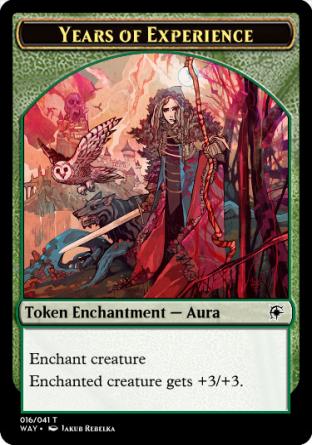 YEARS OF EXPERIENCE
Token Enchantment — Aura
Enchant creature
Enchanted creature gets +3/+3.
016/041 T
WAY • JAKUB REBELKA